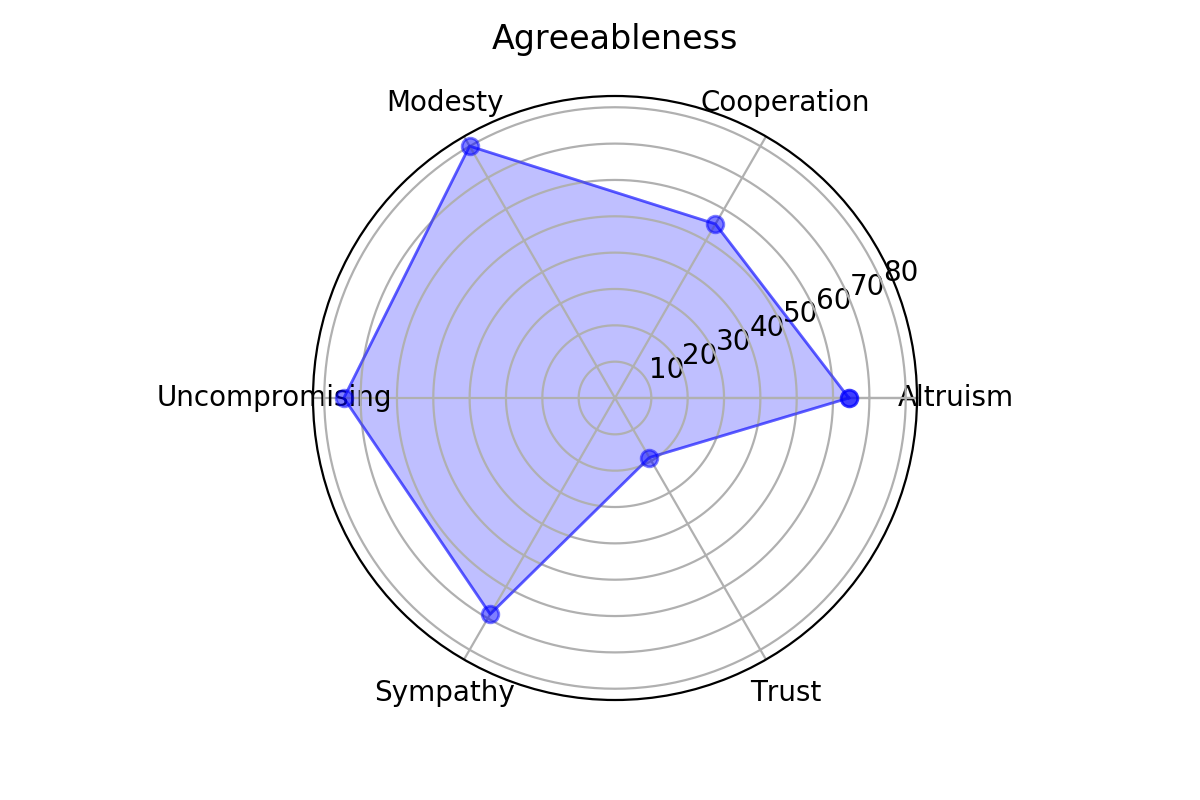 Agreeableness
Modesty
Cooperation
80
70
60
50
40
30
20
10
Uncompromising
Altruism
Sympathy
Trust